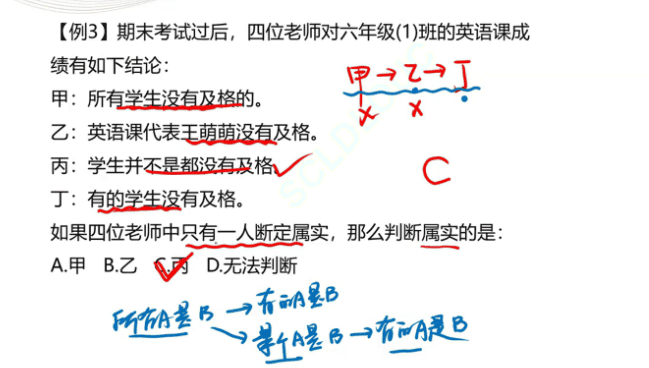 【例3】期末考试过后，四位老师对六年级(1)班的英语课成
绩有如下结论：
甲：所有学生没有及格的。
乙：英语课代表王萌萌没有及格。
丙：学生并不是都没有及格。
丁：有的学生没有及格。
如果四位老师中只有一人断定属实，那么判断属实的是：
A.甲 B.乙 C.丙 D.无法判断
甲→乙→丁
x x
C
所有A是B→有的A是B
某个A是B→有的A是B